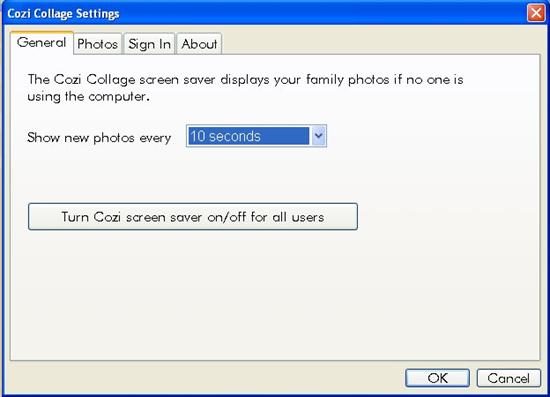 Cozi Collage Settings
General Photos Sign In About
The Cozi Collage screen saver displays your family photos if no one is
using the computer.
Show new photos every 10 seconds
Turn Cozi screen saver on/off for all users
OK Cancel